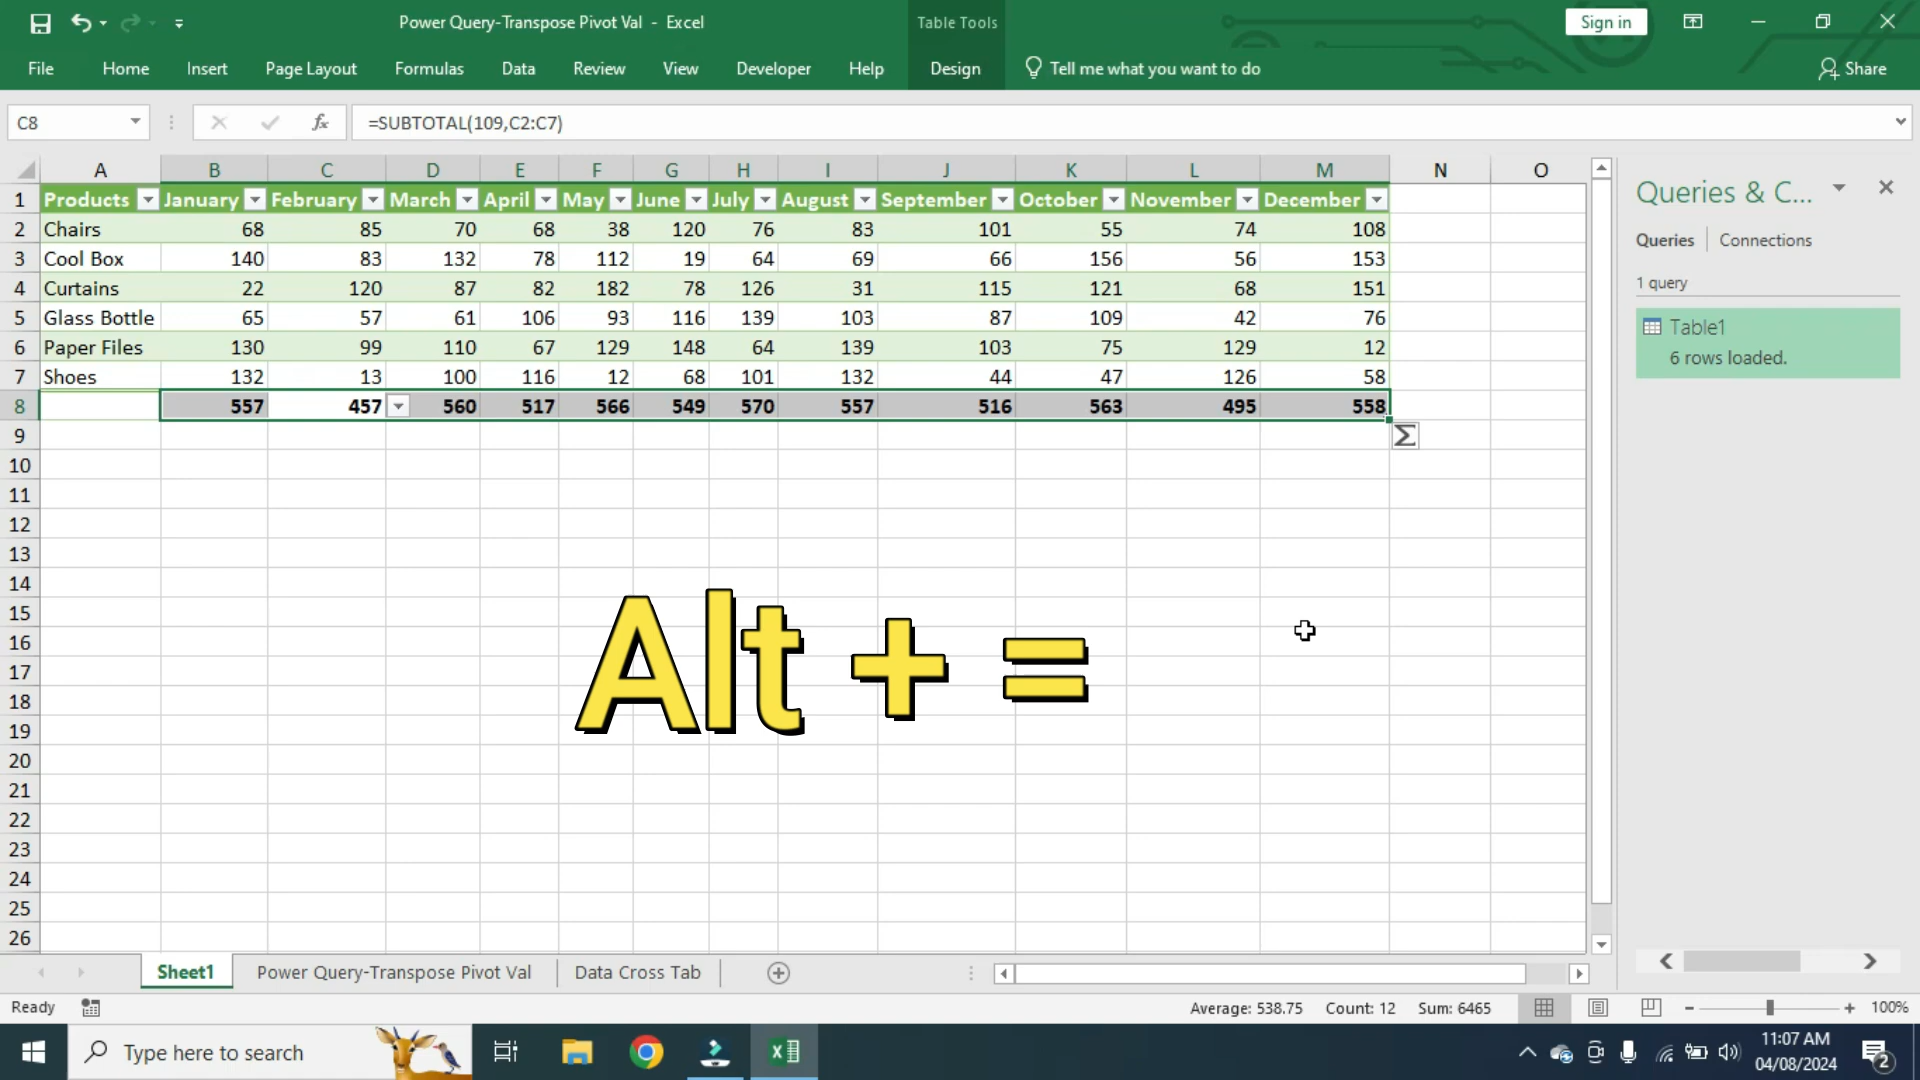 Power Query-Transpose Pivot Val - Excel
Table Tools
Sign in
File Home Insert Page Layout Formulas Data Review View Developer Help Design Tell me what you want to do Share
C8 fx =SUBTOTAL(109,C2:C7)
A B C D E F G H I J K L M N O
1 Products January February March April May June July August September October November December
2 Chairs 68 85 70 68 38 120 76 83 101 55 74 108
3 Cool Box 140 83 132 78 112 19 64 69 66 156 56 153
4 Curtains 22 120 87 82 182 78 126 31 115 121 68 151
5 Glass Bottle 65 57 61 106 93 116 139 103 87 109 42 76
6 Paper Files 130 99 110 67 129 148 64 139 103 75 129 12
7 Shoes 132 13 100 116 12 68 101 132 44 47 126 58
8 557 457 560 517 566 549 570 557 516 563 495 558
9
10
11
12
13
14
15
16
17
18
19
20
21
22
23
24
25
26
Alt + =
Queries & C...
Queries Connections
1 query
Table1
6 rows loaded.
Sheet1 Power Query-Transpose Pivot Val Data Cross Tab
Ready Average: 538.75 Count: 12 Sum: 6465 100%
Type here to search
11:07 AM
04/08/2024
2